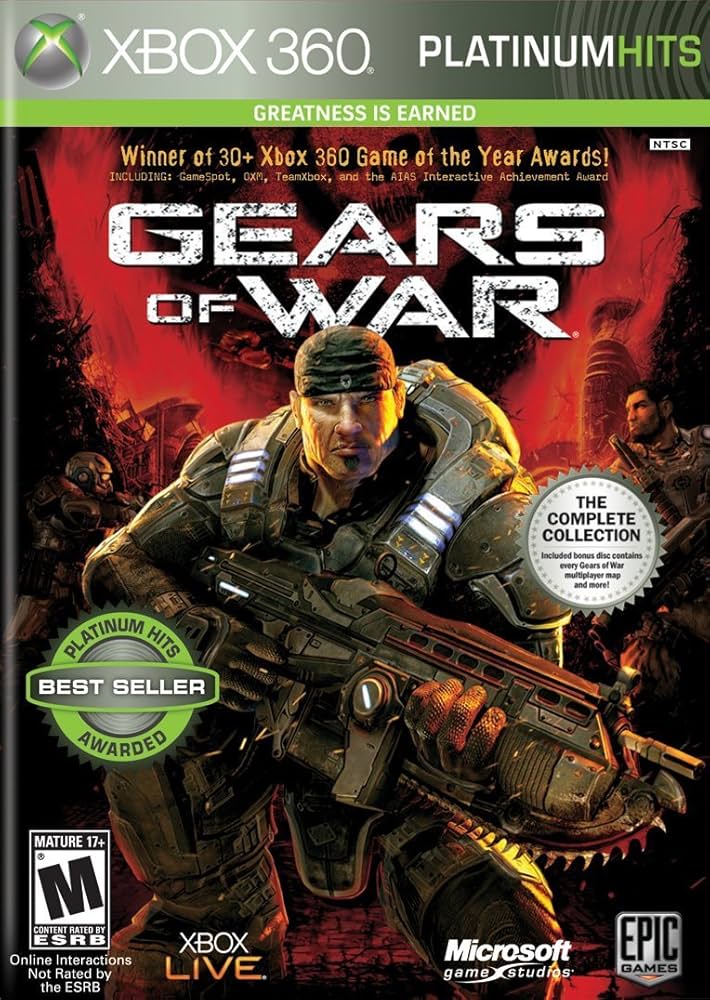 XBOX 360® PLATINUMHITS
GREATNESS IS EARNED
NTSC
Winner of 30+ Xbox 360 Game of the Year Awards!
INCLUDING: GameSpot, OXM, TeamXbox, and the AIAS Interactive Achievement Award
GEARS
OF WAR®
THE
COMPLETE
COLLECTION
Included bonus disc contains
every Gears of War
multiplayer map
and more!
PLATINUM HITS
BEST SELLER
AWARDED
MATURE 17+
M®
CONTENT RATED BY
ESRB
Online Interactions
Not Rated by
the ESRB
XBOX
LIVE®
Microsoft®
game studios®
EPIC
GAMES